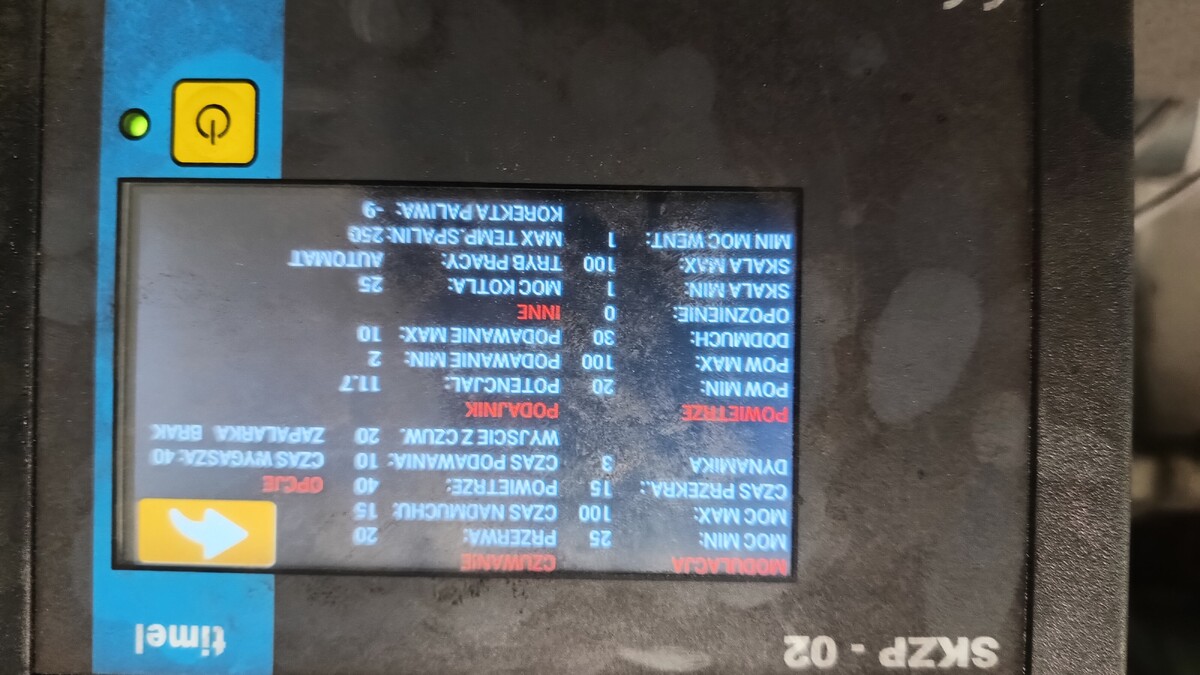 SKZP - 02
timel
MODULACJA
MOC MIN: 25
MOC MAX: 100
CZAS PRZEKRA.: 15
DYNAMIKA 3
POWIETRZE
POW MIN: 20
POW MAX: 100
DODMUCH: 30
OPOZNIENIE: 0
SKALA MIN: 1
SKALA MAX: 100
MIN MOC WENT: 1
CZUWANIE
PRZERWA: 20
CZAS NADMUCHU: 15
POWIETRZE: 40
CZAS PODAWANIA: 10
WYJSCIE Z CZUW. 20
PODAJNIK
POTENCJAL: 11.7
PODAWANIE MIN: 2
PODAWANIE MAX: 10
INNE
MOC KOTLA: 25
TRYB PRACY: AUTOMAT
MAX TEMP.SPALIN: 250
KOREKTA PALIWA: -9
OPCJE
CZAS WYGASZA: 40
ZAPALARKA BRAK